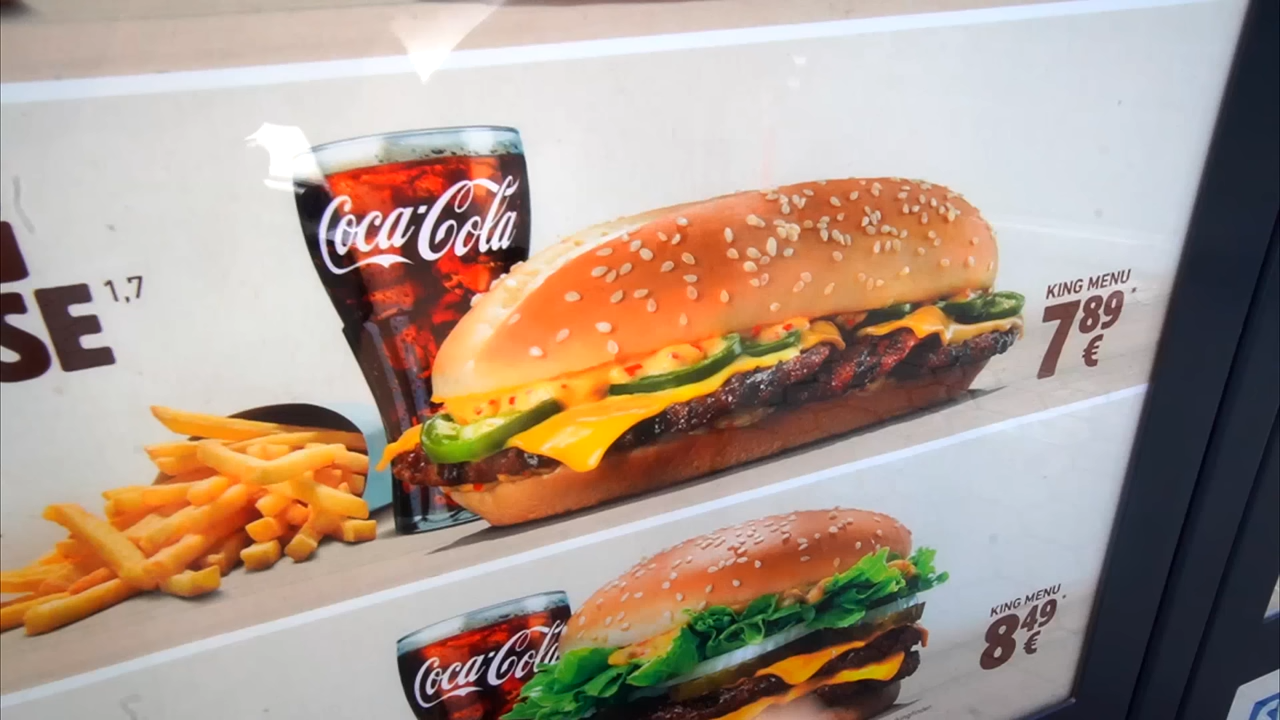 SE 1,7
Coca-Cola
KING MENU
7 89 *
€
Coca-Cola
KING MENU
8 49 *
€